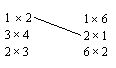 1 × 2 1 × 6
3 × 4 2 × 1
2 × 3 6 × 2